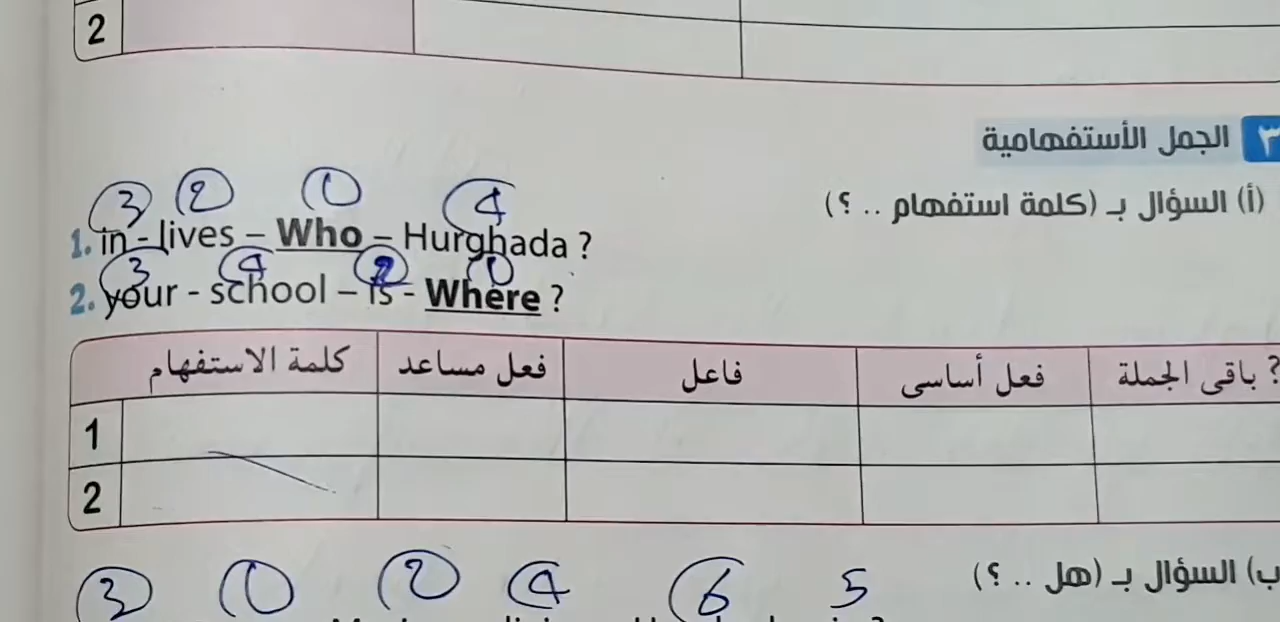 2
٣ الجمل الأستفهامية
(أ) السؤال بـ (كلمة استفهام .. ؟)
3 2 1 4
1. in - lives – Who – Hurghada ?
3 4 2 1
2. your - school – is - Where ?
كلمة الاستفهام فعل مساعد فاعل فعل أساسى باقى الجملة ?
1
2
ب) السؤال بـ (هل .. ؟)
3 1 2 4 6 5